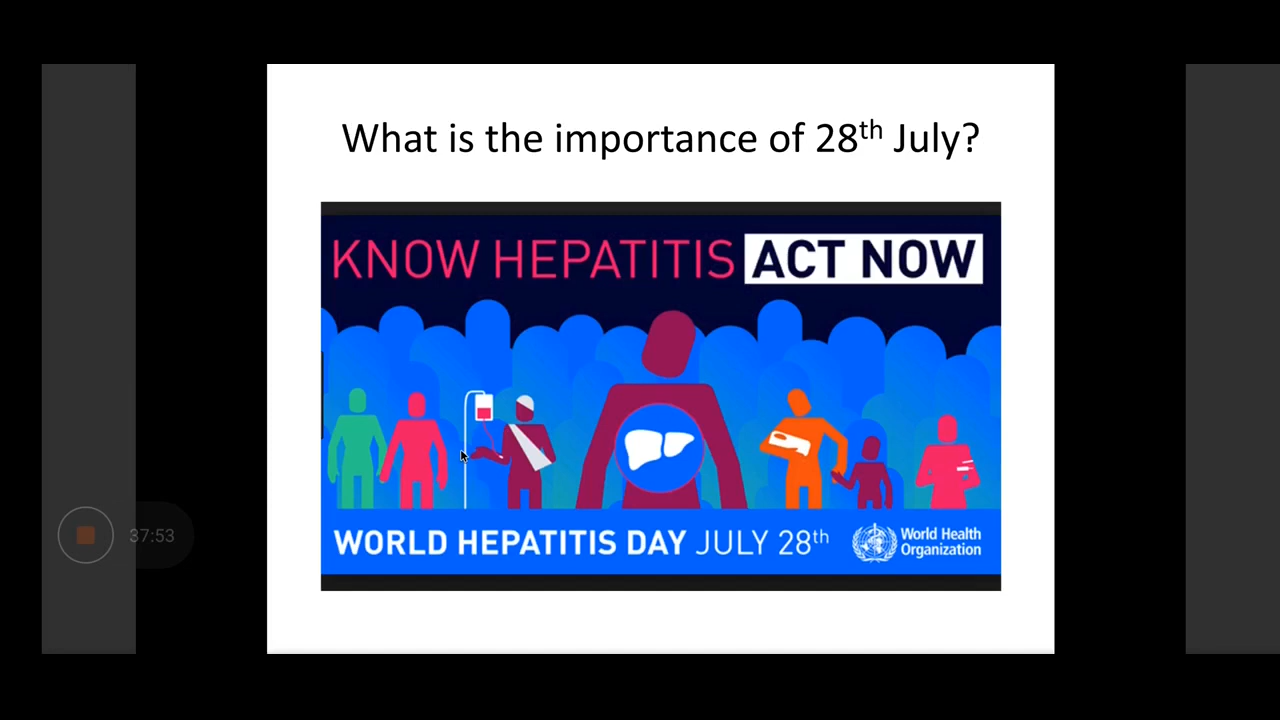 What is the importance of 28th July?
KNOW HEPATITIS ACT NOW
WORLD HEPATITIS DAY JULY 28th
World Health
Organization
37:53